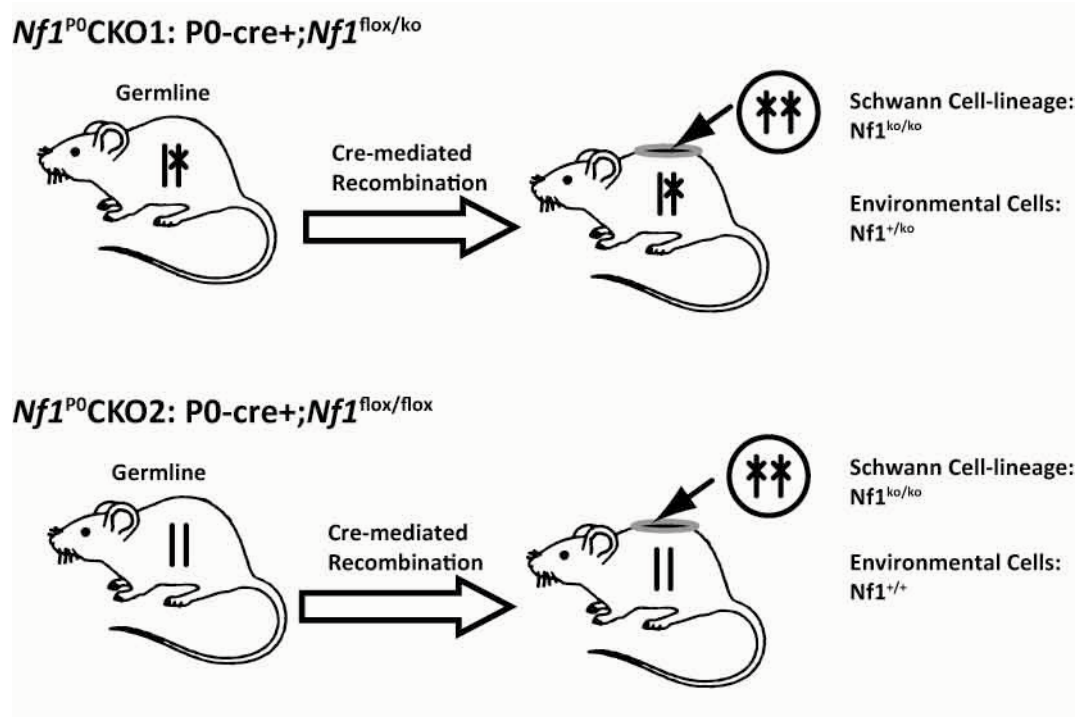 Nf1ᴾ⁰CKO1: P0-cre+;Nf1ᶠˡᵒˣ/ᵏᵒ
Germline
Cre-mediated
Recombination
Schwann Cell-lineage:
Nf1ᵏᵒ/ᵏᵒ
Environmental Cells:
Nf1⁺/ᵏᵒ
Nf1ᴾ⁰CKO2: P0-cre+;Nf1ᶠˡᵒˣ/ᶠˡᵒˣ
Germline
Cre-mediated
Recombination
Schwann Cell-lineage:
Nf1ᵏᵒ/ᵏᵒ
Environmental Cells:
Nf1⁺/⁺